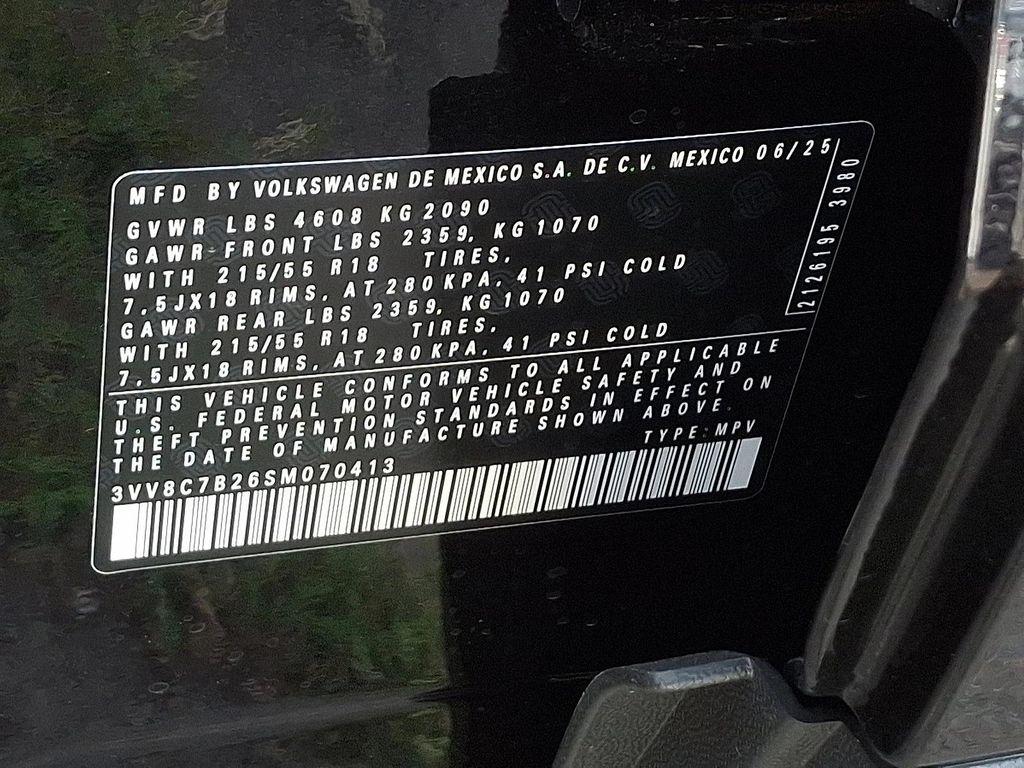 MFD BY VOLKSWAGEN DE MEXICO S.A. DE C.V. MEXICO 06/25
GVWR LBS 4608 KG 2090
GAWR-FRONT LBS 2359, KG 1070
WITH 215/55 R18 TIRES,
7,5JX18 RIMS, AT 280 KPA, 41 PSI COLD
GAWR REAR LBS 2359, KG 1070
WITH 215/55 R18 TIRES,
7,5JX18 RIMS, AT 280 KPA, 41 PSI COLD
2126195 3980
THIS VEHICLE CONFORMS TO ALL APPLICABLE
U.S. FEDERAL MOTOR VEHICLE SAFETY AND
THEFT PREVENTION STANDARDS IN EFFECT ON
THE DATE OF MANUFACTURE SHOWN ABOVE.
TYPE: MPV
3VV8C7B26SM070413